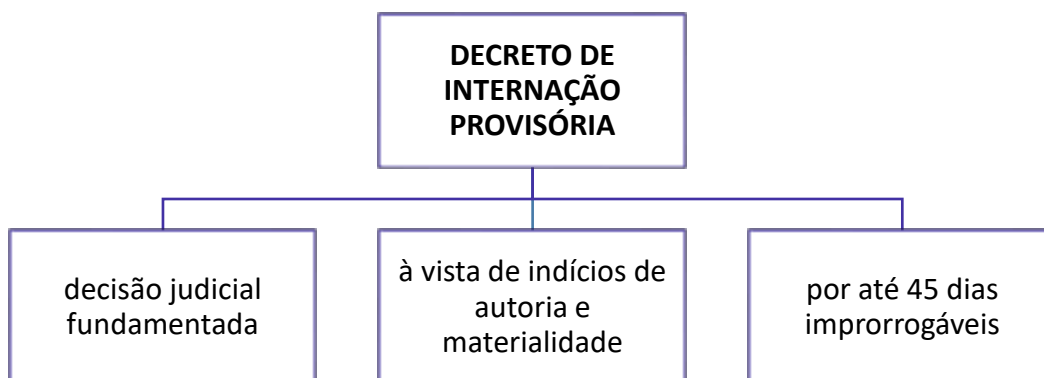 DECRETO DE
INTERNAÇÃO
PROVISÓRIA
decisão judicial
fundamentada
à vista de indícios de
autoria e
materialidade
por até 45 dias
improrrogáveis